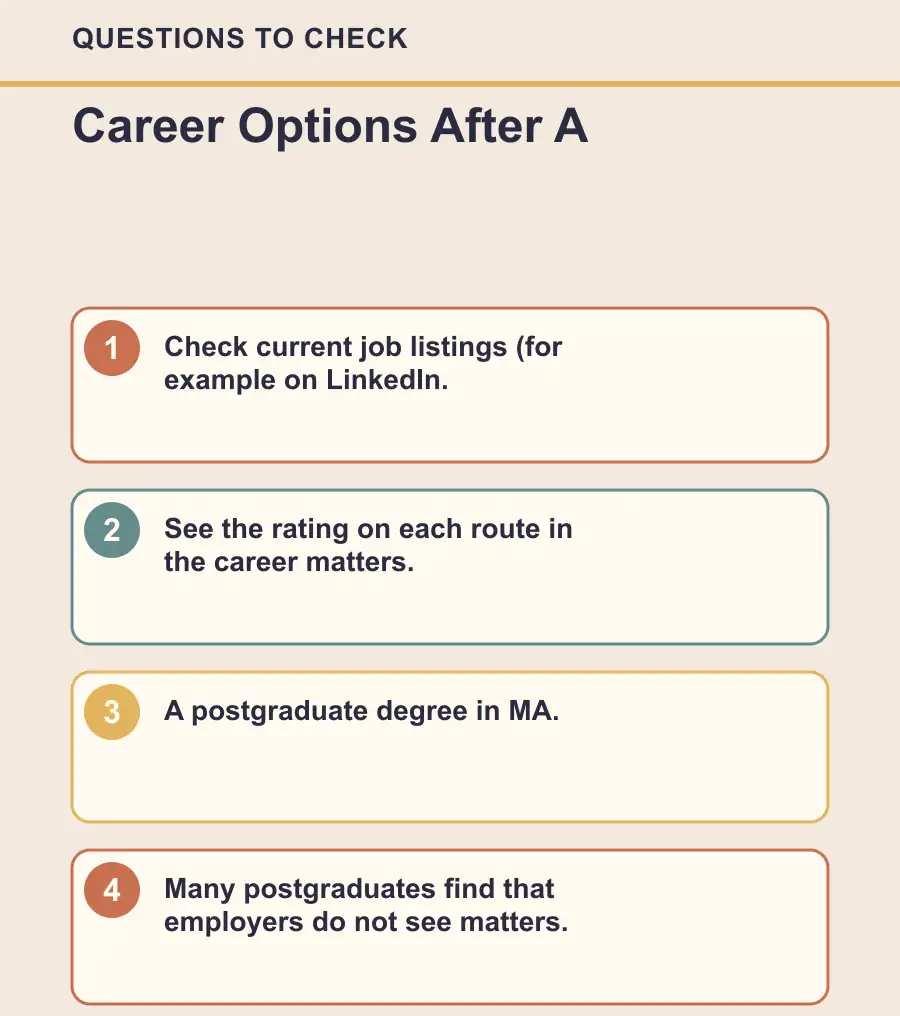 QUESTIONS TO CHECK
Career Options After A
1
Check current job listings (for
example on LinkedIn.
2
See the rating on each route in
the career matters.
3
A postgraduate degree in MA.
4
Many postgraduates find that
employers do not see matters.